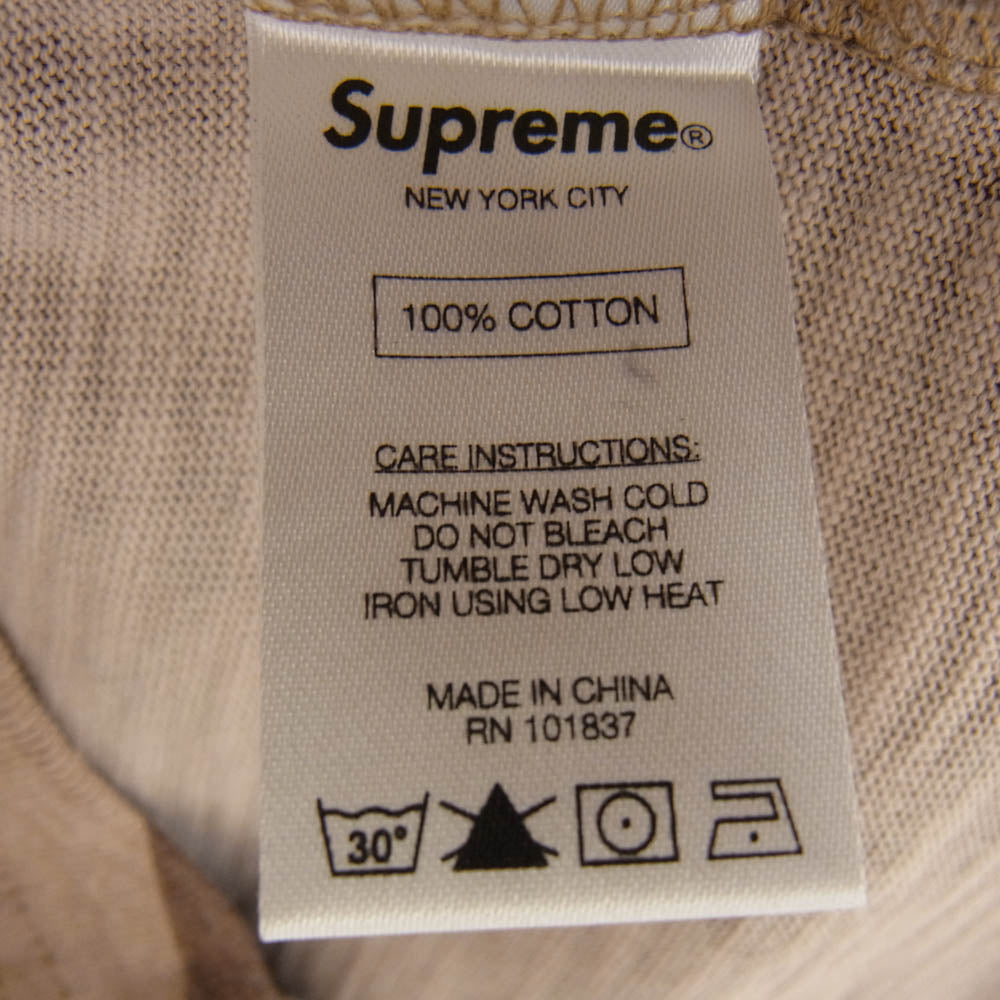 Supreme®
NEW YORK CITY
100% COTTON
CARE INSTRUCTIONS:
MACHINE WASH COLD
DO NOT BLEACH
TUMBLE DRY LOW
IRON USING LOW HEAT
MADE IN CHINA
RN 101837
30°